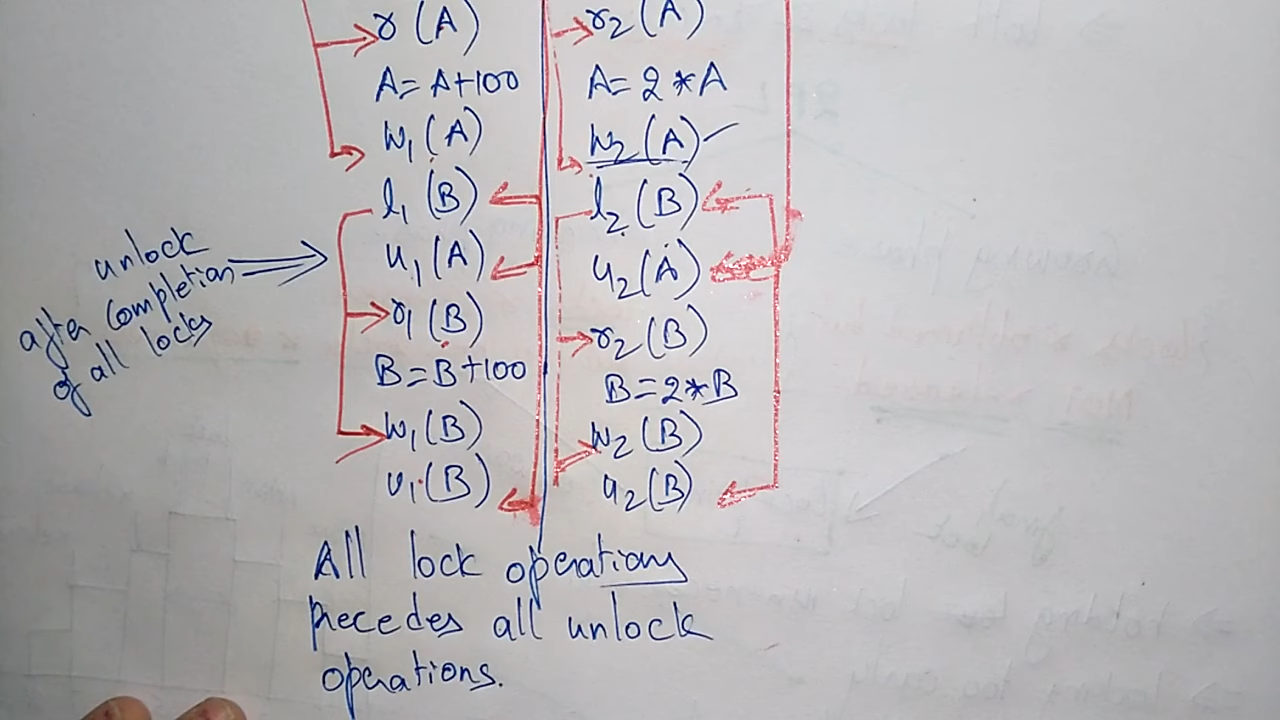 r(A) r2(A)
A=A+100 A=2*A
W1(A) W2(A)
l1(B) l2(B)
u1(A) u2(A)
r1(B) r2(B)
B=B+100 B=2*B
W1(B) W2(B)
u1(B) u2(B)
unlock
after completion
of all locks
All lock operations
precedes all unlock
operations.